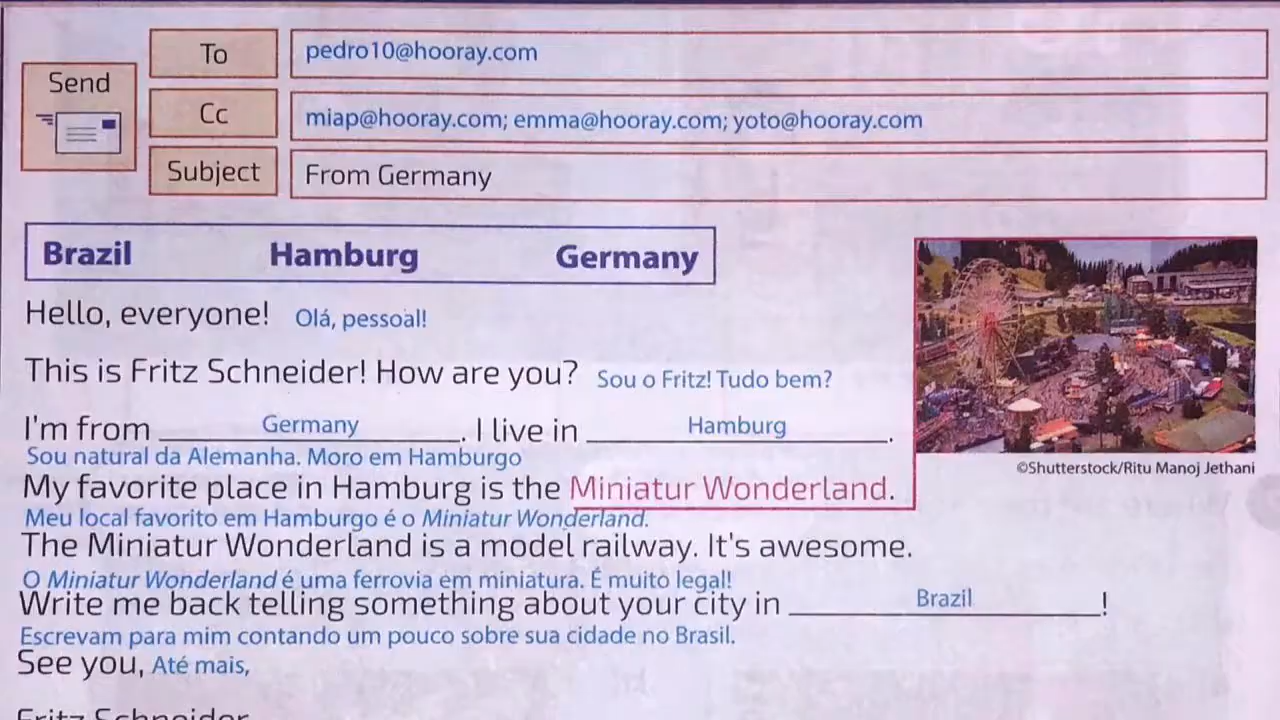 To
pedro10@hooray.com
Send
Cc
miap@hooray.com; emma@hooray.com; yoto@hooray.com
Subject
From Germany
Brazil Hamburg Germany
Hello, everyone! Olá, pessoal!
This is Fritz Schneider! How are you? Sou o Fritz! Tudo bem?
I'm from Germany. I live in Hamburg.
Sou natural da Alemanha. Moro em Hamburgo
My favorite place in Hamburg is the Miniatur Wonderland.
©Shutterstock/Ritu Manoj Jethani
Meu local favorito em Hamburgo é o Miniatur Wonderland.
The Miniatur Wonderland is a model railway. It's awesome.
O Miniatur Wonderland é uma ferrovia em miniatura. É muito legal!
Write me back telling something about your city in Brazil!
Escrevam para mim contando um pouco sobre sua cidade no Brasil.
See you, Até mais,
Fritz Schneider